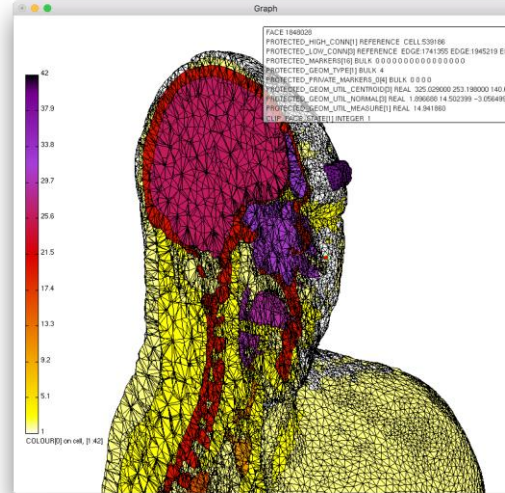 Graph
FACE 1848028
PROTECTED_HIGH_CONN[1] REFERENCE CELL:539186
PROTECTED_LOW_CONN[3] REFERENCE EDGE:1741355 EDGE:1945219
PROTECTED_MARKERS[16] BULK 0 0 0 0 0 0 0 0 0 0 0 0 0 0 0 0
PROTECTED_GEOM_TYPE[1] BULK 4
PROTECTED_PRIVATE_MARKERS_0[4] BULK 0 0 0 0
PROTECTED_GEOM_UTIL_CENTROID[3] REAL 325.029000 253.198000
PROTECTED_GEOM_UTIL_NORMAL[3] REAL 1.896600 14.502399
PROTECTED_GEOM_UTIL_MEASURE[1] REAL 14.941860
CLIP_FACE_STATE[1] INTEGER 1
42
37.9
33.8
29.7
25.6
21.5
17.4
13.3
9.2
5.1
1
COLOUR[0] on cell, [1:42]